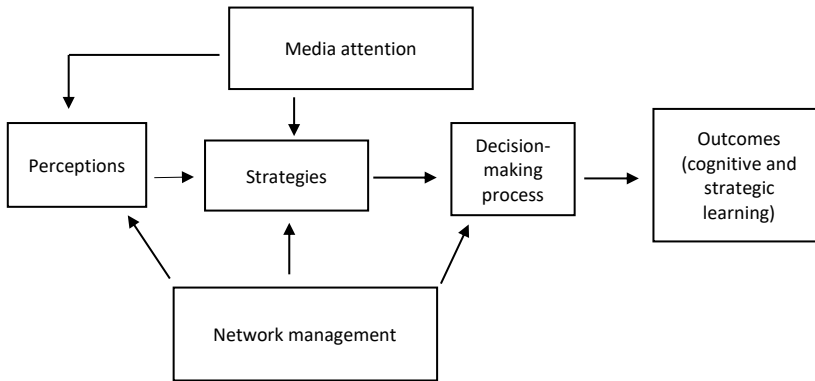 Media attention
Perceptions
Strategies
Decision-
making
process
Outcomes
(cognitive and
strategic
learning)
Network management